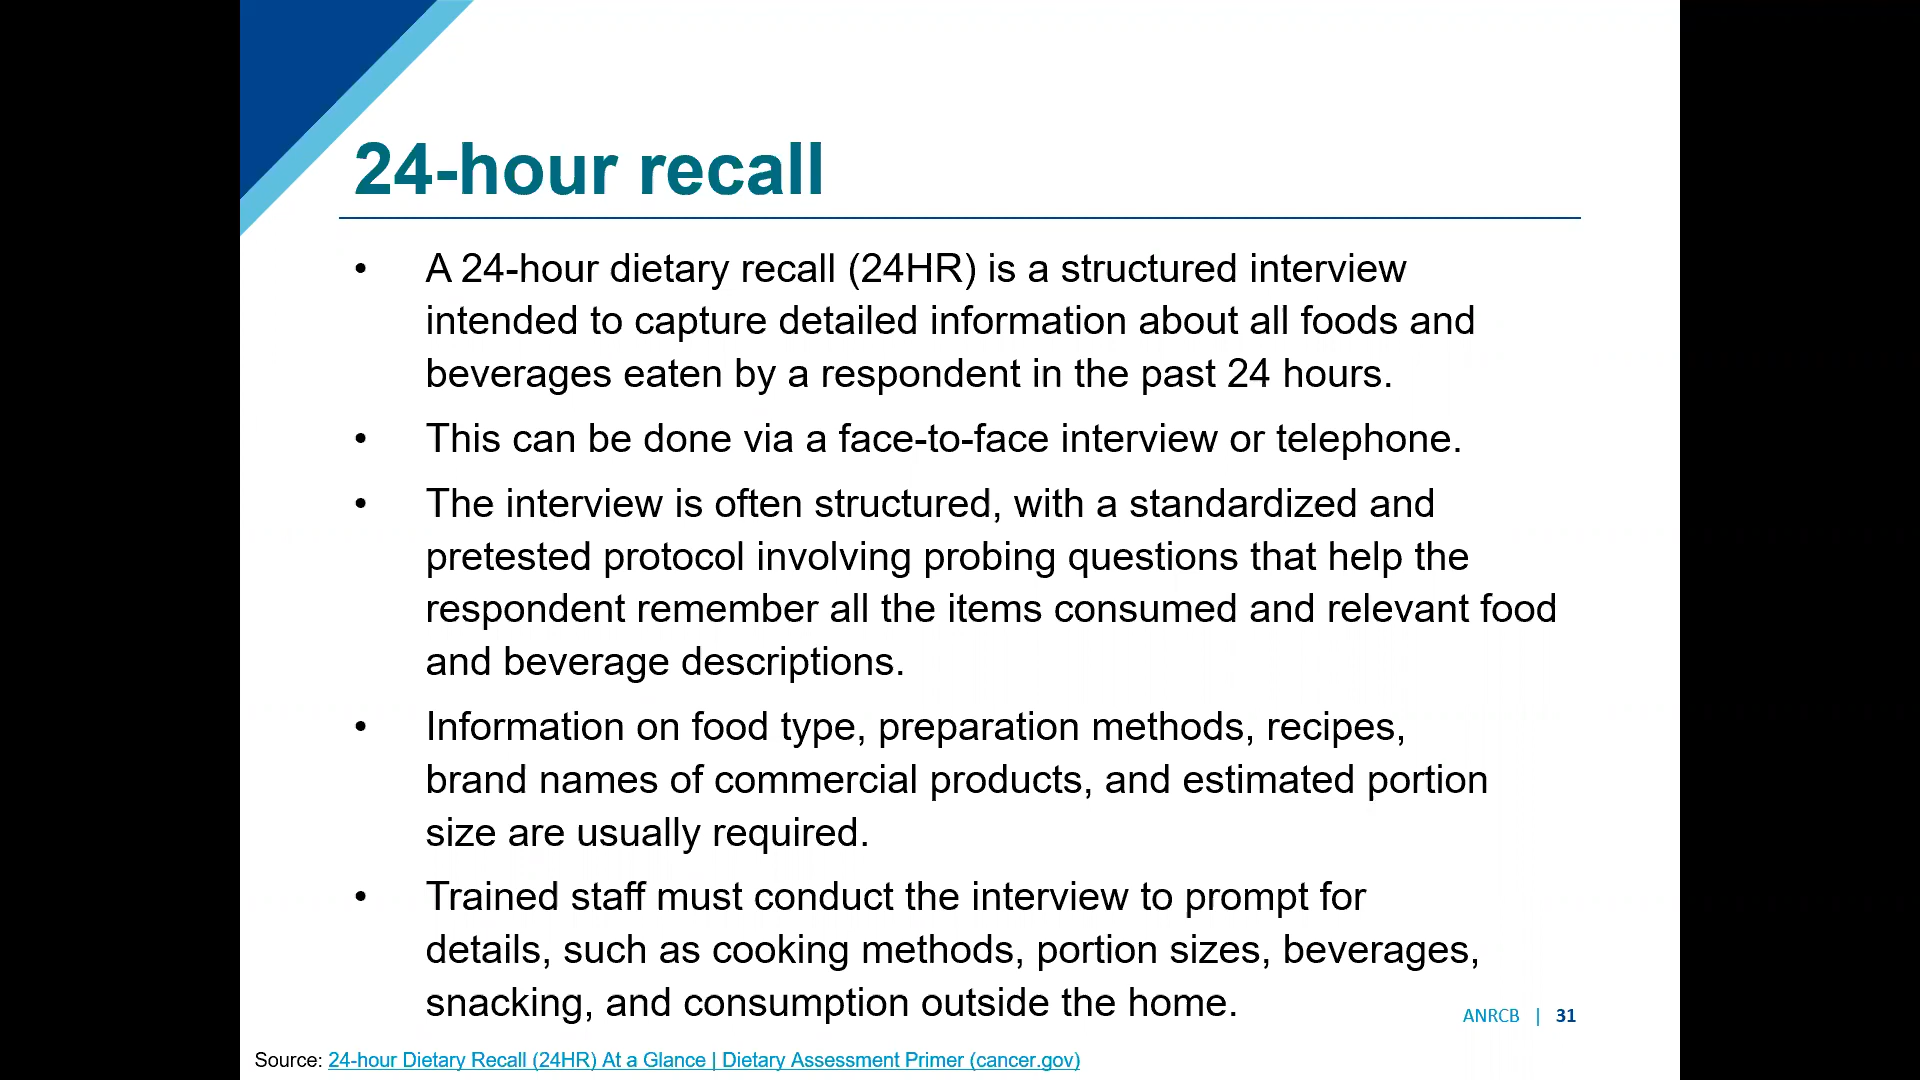 24-hour recall
• A 24-hour dietary recall (24HR) is a structured interview
intended to capture detailed information about all foods and
beverages eaten by a respondent in the past 24 hours.
• This can be done via a face-to-face interview or telephone.
• The interview is often structured, with a standardized and
pretested protocol involving probing questions that help the
respondent remember all the items consumed and relevant food
and beverage descriptions.
• Information on food type, preparation methods, recipes,
brand names of commercial products, and estimated portion
size are usually required.
• Trained staff must conduct the interview to prompt for
details, such as cooking methods, portion sizes, beverages,
snacking, and consumption outside the home.
ANRCB | 31
Source: 24-hour Dietary Recall (24HR) At a Glance | Dietary Assessment Primer (cancer.gov)